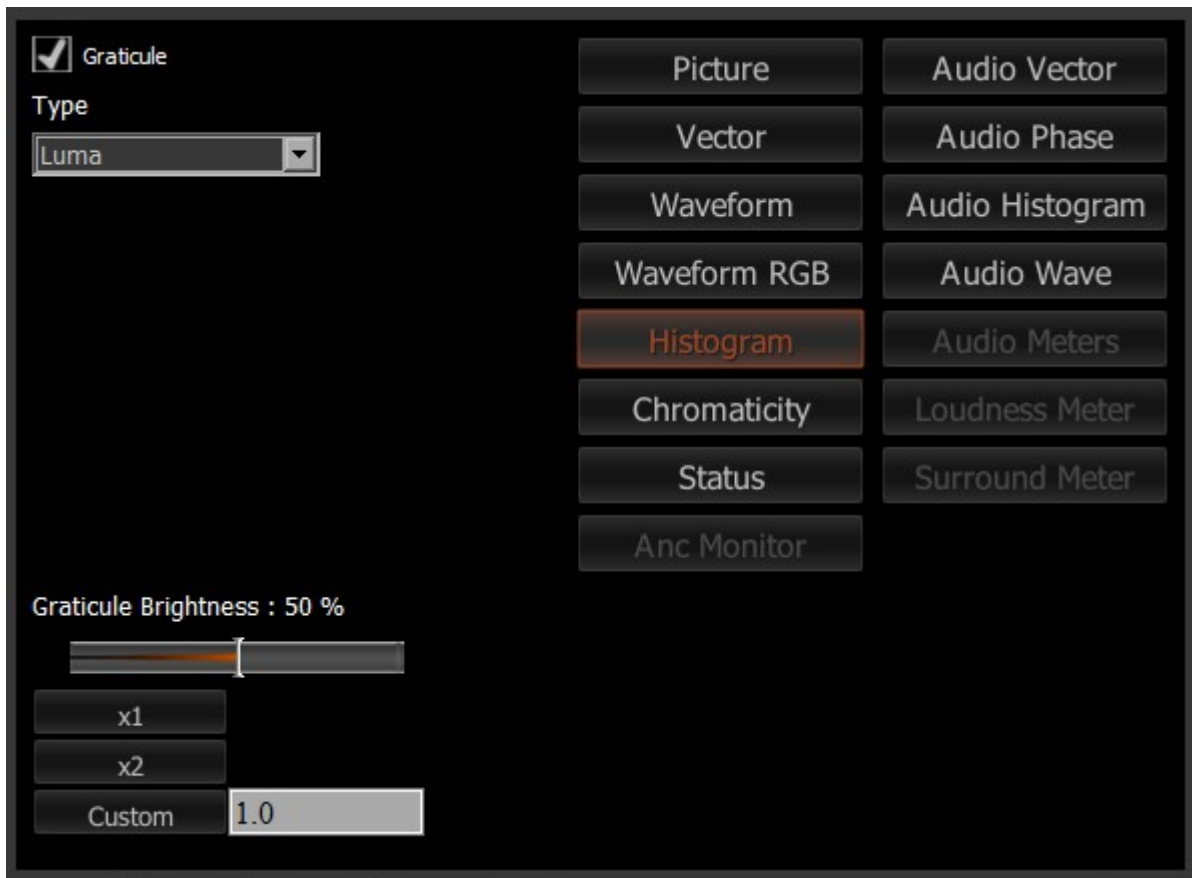 Graticule
Type
Luma
Picture
Audio Vector
Vector
Audio Phase
Waveform
Audio Histogram
Waveform RGB
Audio Wave
Histogram
Audio Meters
Chromaticity
Loudness Meter
Status
Surround Meter
Anc Monitor
Graticule Brightness : 50 %
x1
x2
Custom
1.0